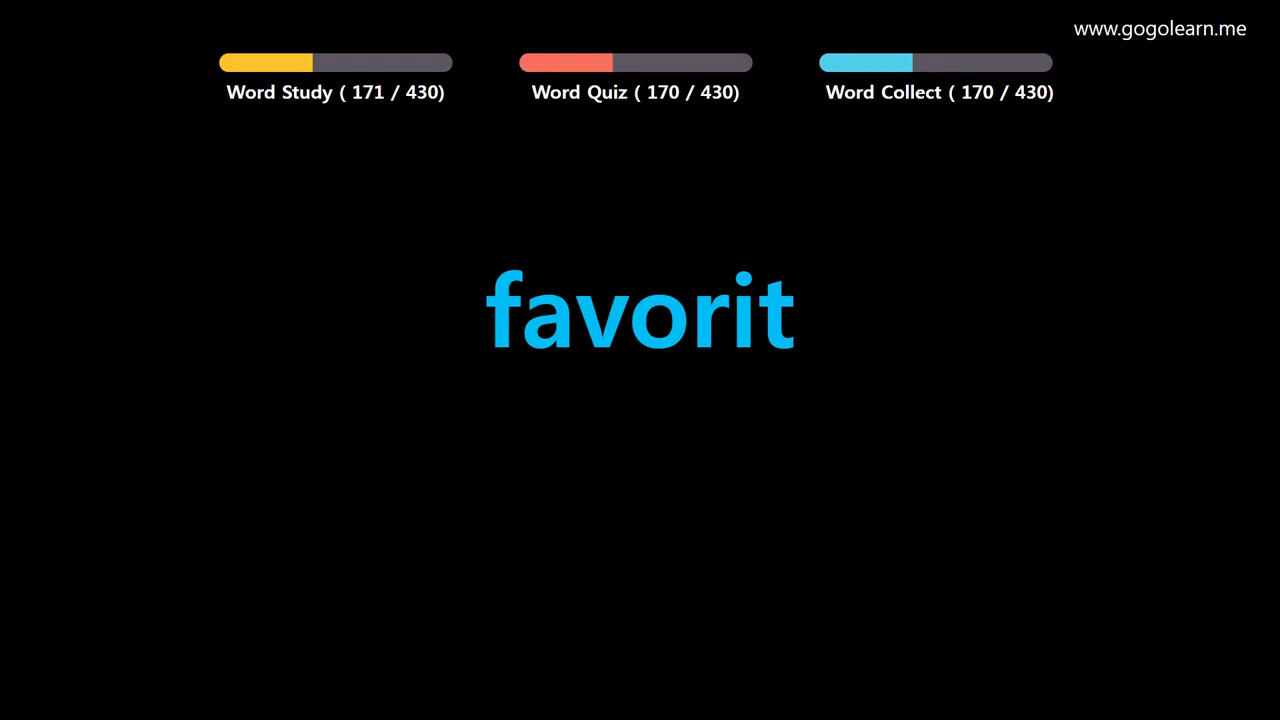 www.gogolearn.me
Word Study ( 171 / 430)
Word Quiz ( 170 / 430)
Word Collect ( 170 / 430)
favorit